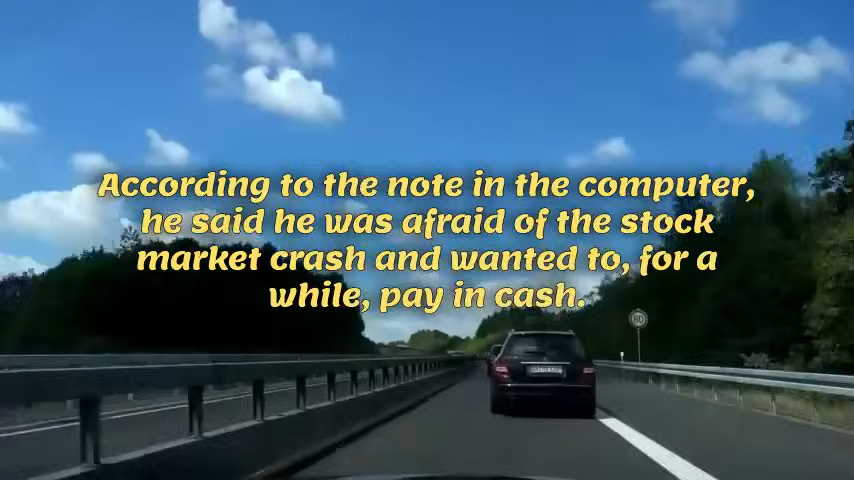 According to the note in the computer,
he said he was afraid of the stock
market crash and wanted to, for a
while, pay in cash.
60